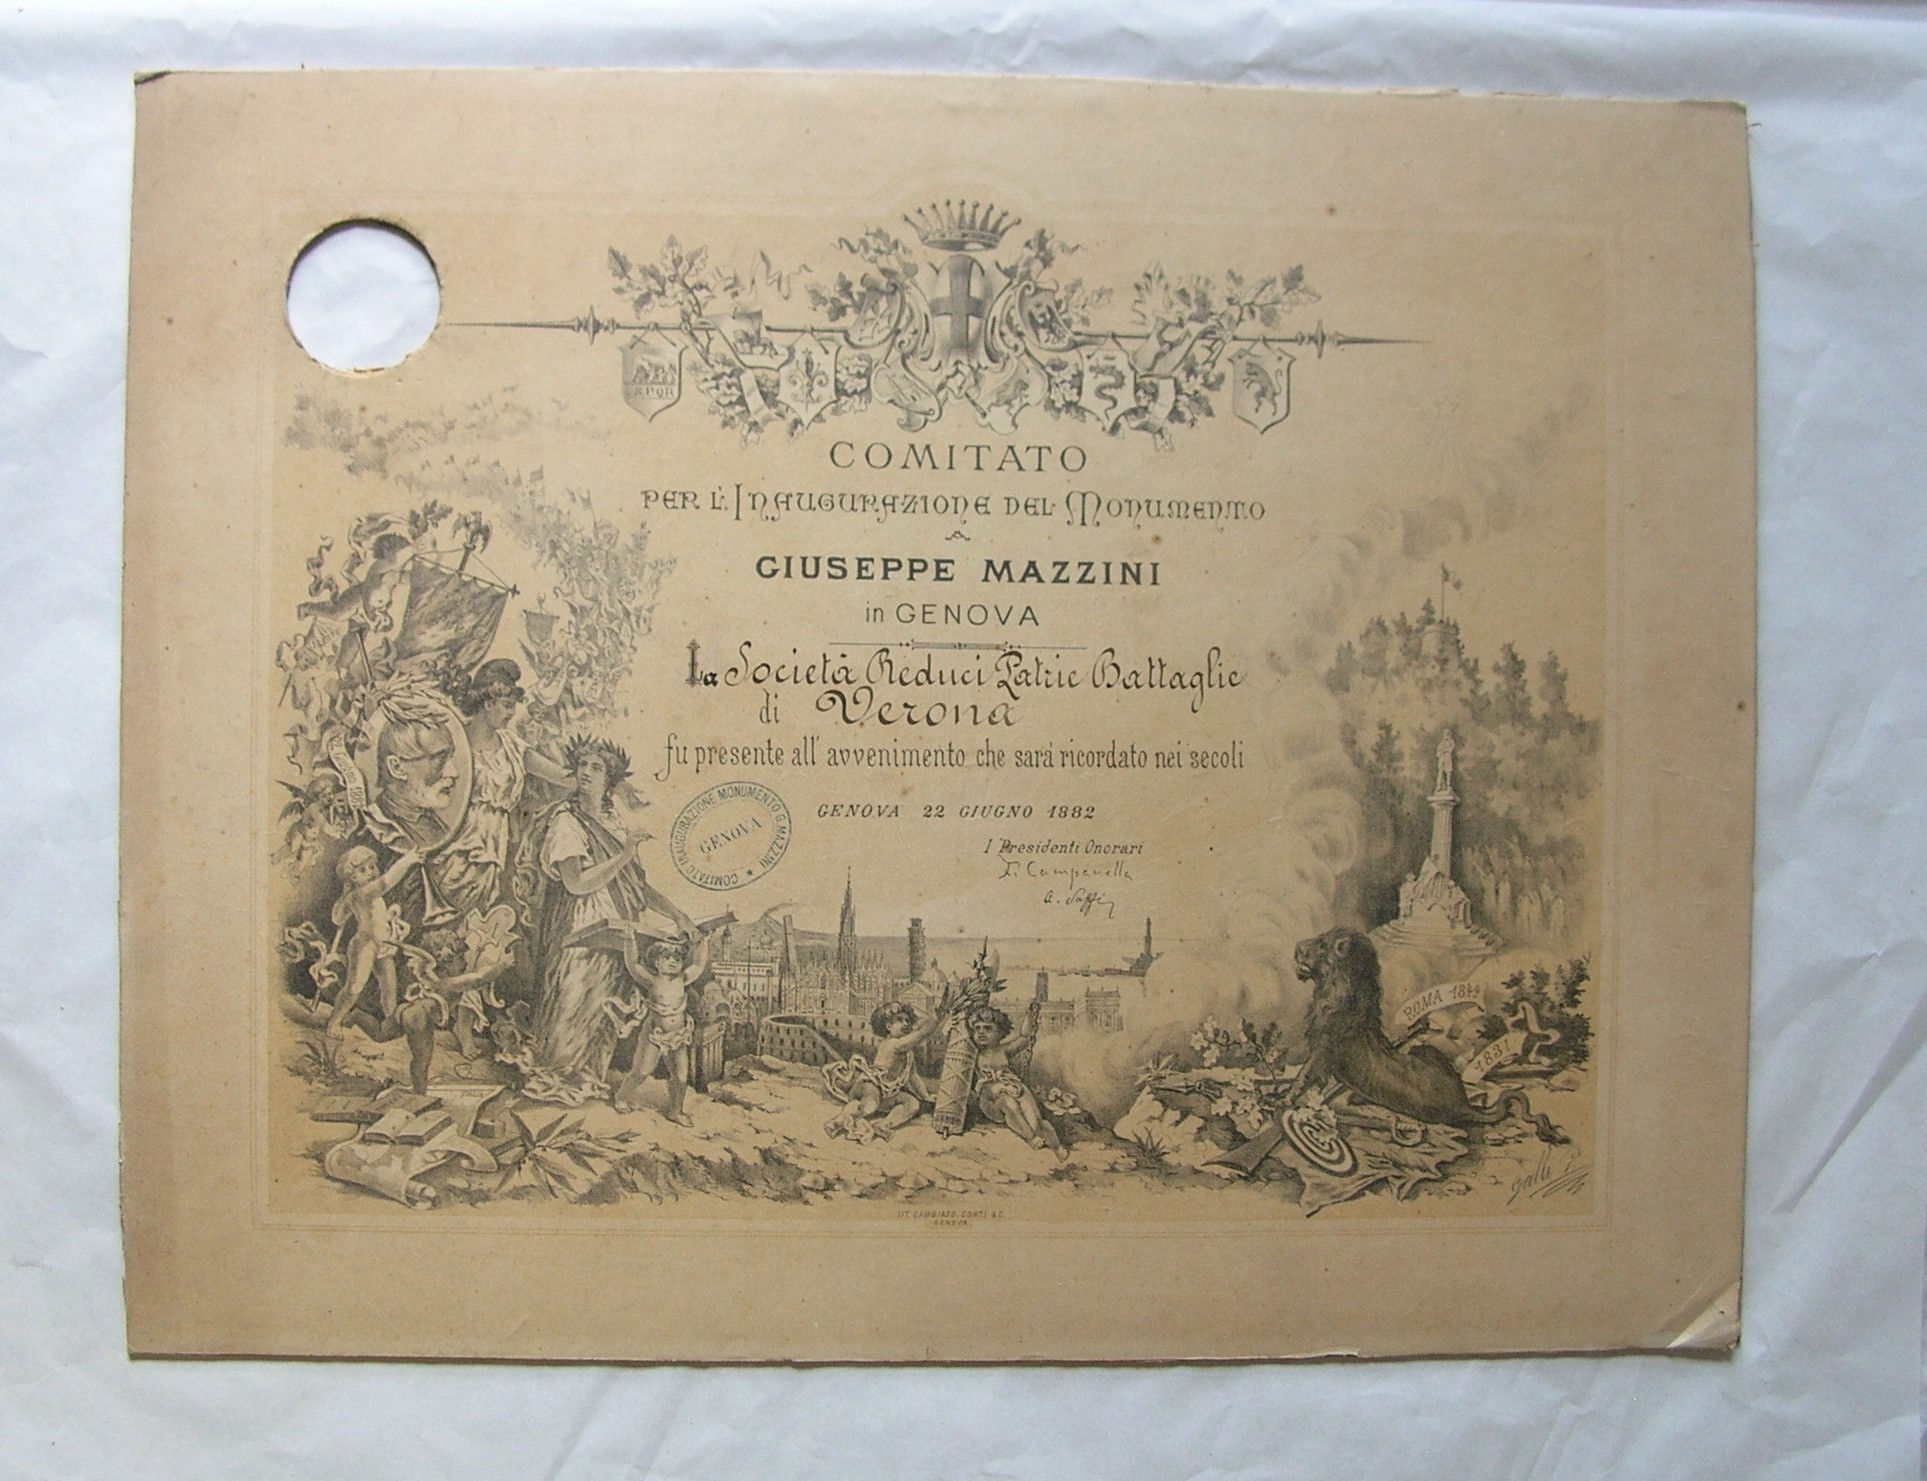 S.P.Q.R
COMITATO
PER L'INAUGURAZIONE DEL MONUMENTO
A
GIUSEPPE MAZZINI
in GENOVA
La Società Reduci Patrie Battaglie
di Verona
fu presente all' avvenimento che sarà ricordato nei secoli
COMITATO INAUGURAZIONE MONUMENTO G. MAZZINI
GENOVA
GENOVA 22 GIUGNO 1882
I Presidenti Onorari
F. Campanella
A. Saffi
ROMA 1849
1831
Galli
LIT. CAMBIASO, CONTI & C.
GENOVA